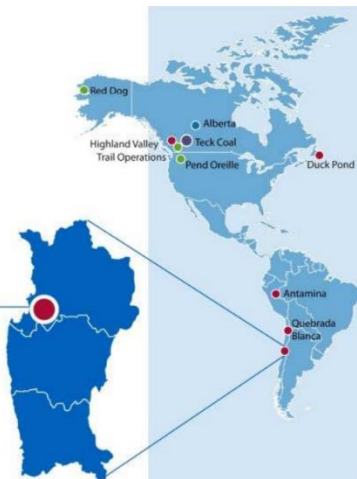 Red Dog
Alberta
Highland Valley
Teck Coal
Trail Operations
Pend Oreille
Duck Pond
Antamina
Quebrada
Blanca